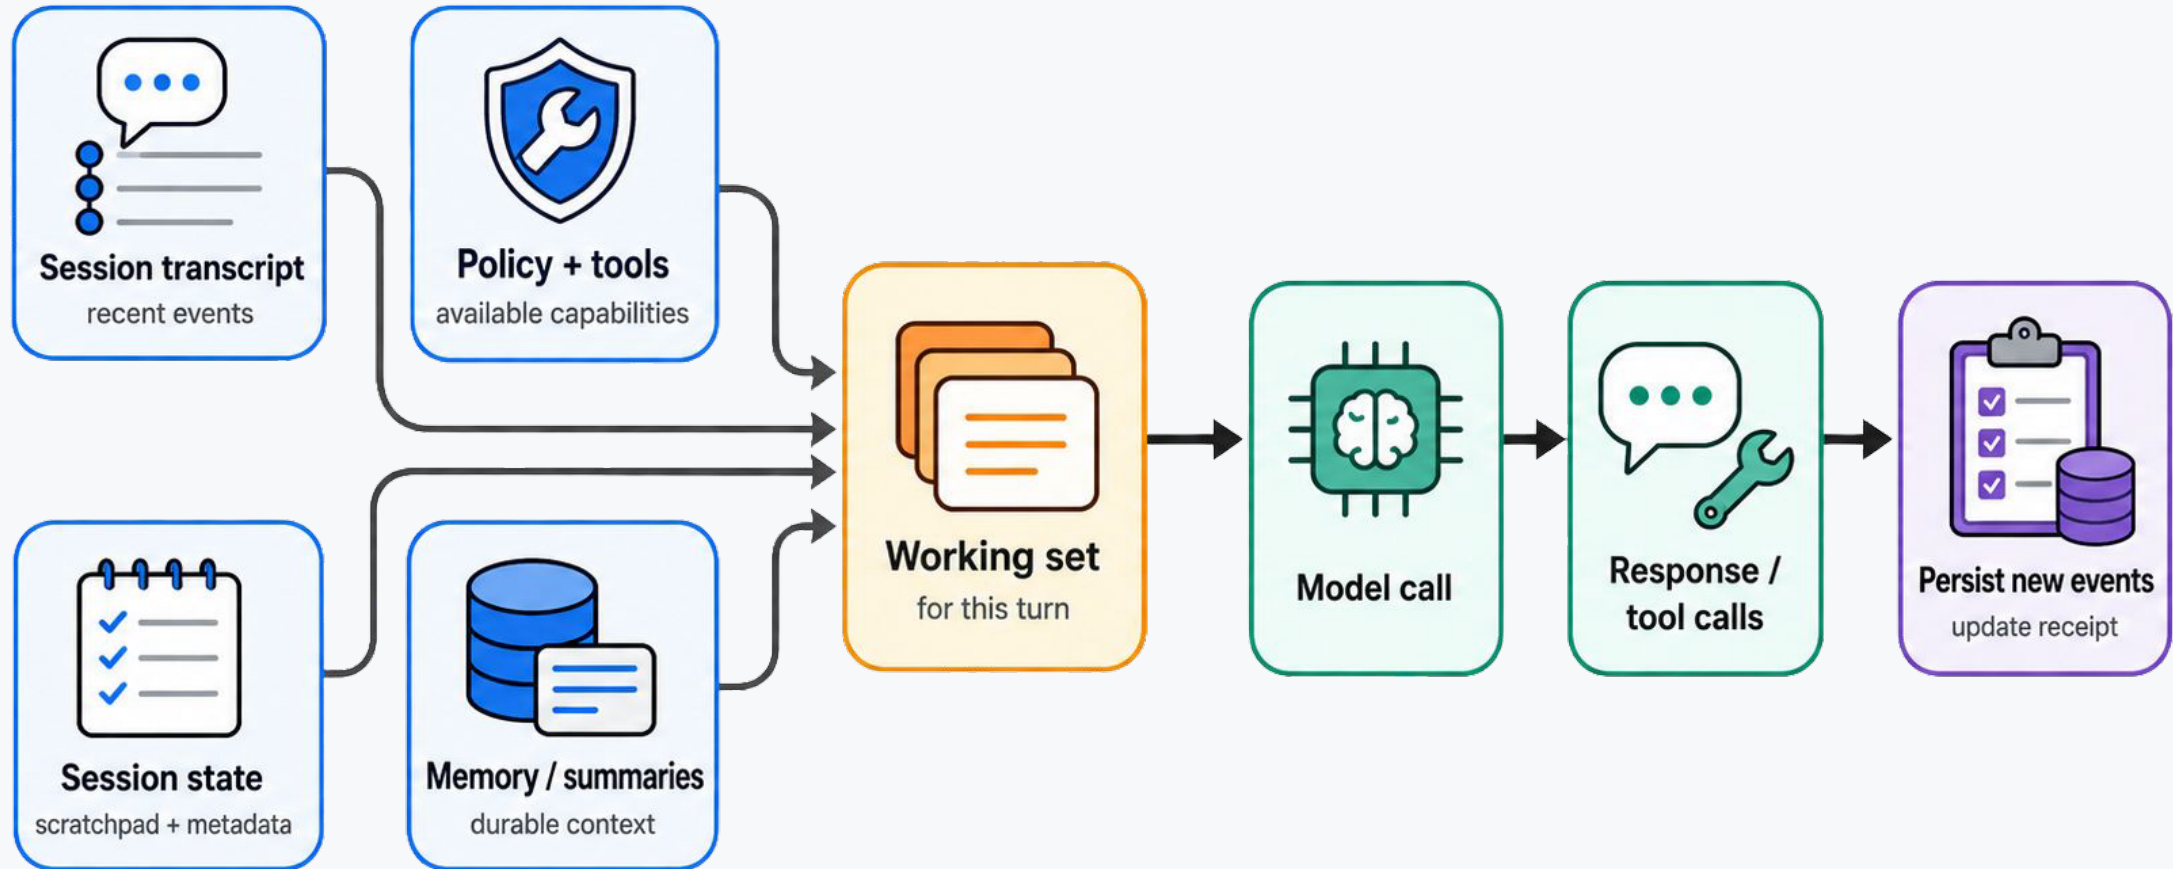 Session transcript
recent events
Policy + tools
available capabilities
Session state
scratchpad + metadata
Memory / summaries
durable context
Working set
for this turn
Model call
Response /
tool calls
Persist new events
update receipt